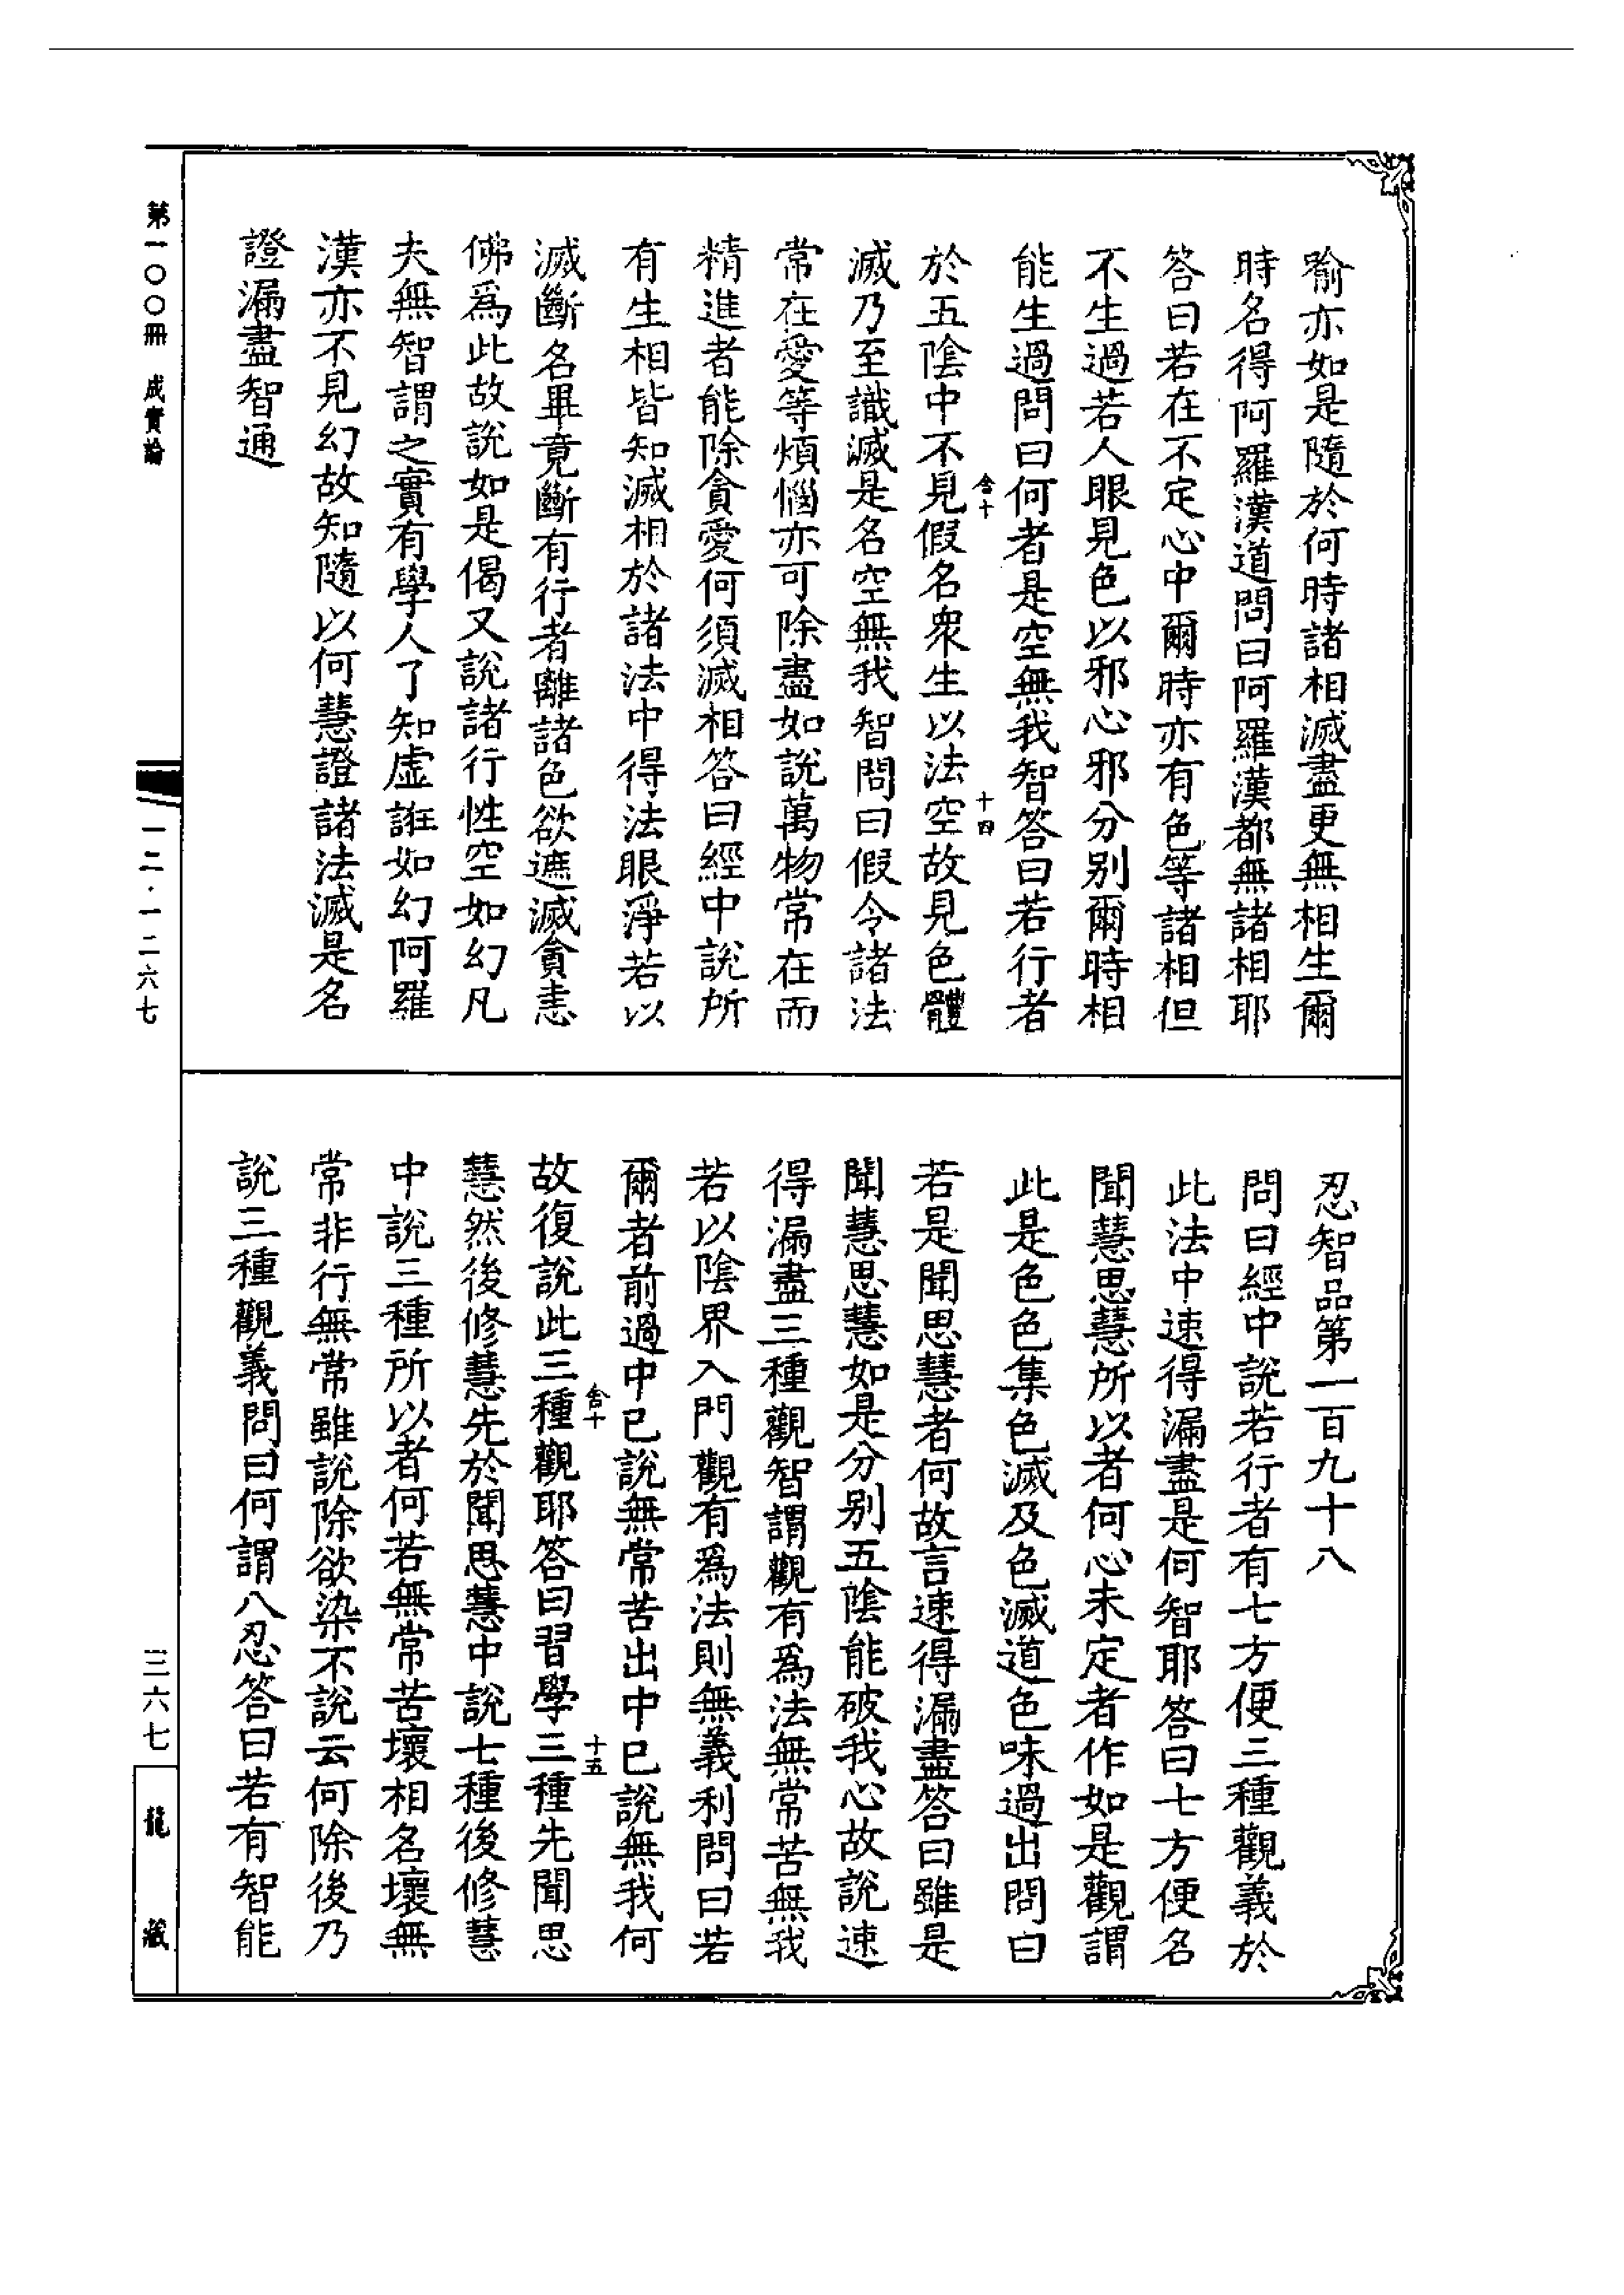 喻亦如是隨於何時諸相滅盡更無相生爾
時名得阿羅漢道問曰阿羅漢都無諸相耶
答曰若在不定心中爾時亦有色等諸相但
不生過若人眼見色以邪心邪分別爾時相
能生過問曰何者是空無我智答曰若行者
於五陰中不見假名衆生以法空故見色體
滅乃至識滅是名空無我智問曰假令諸法
常在愛等煩惱亦可除盡如說萬物常在而
精進者能除貪愛何須滅相答曰經中說所
有生相皆知滅相於諸法中得法眼淨若以
滅斷名畢竟斷有行者離諸色欲遮滅貪恚
佛爲此故說如是偈又說諸行性空如幻凡
夫無智謂之實有學人了知虛誑如幻阿羅
漢亦不見幻故知隨以何慧證諸法滅是名
證漏盡智通
忍智品第一百九十八
問曰經中說若行者有七方便三種觀義於
此法中速得漏盡是何智耶答曰七方便名
聞慧思慧所以者何心未定者作如是觀謂
此是色色集色滅及色滅道色味過出問曰
若是聞思慧者何故言速得漏盡答曰雖是
聞慧思慧如是分别五陰能破我心故說速
得漏盡三種觀智謂觀有爲法無常苦無我
若以陰界入門觀有爲法則無義利問曰若
爾者前過中已說無常苦出中已說無我何
故復說此三種觀耶答曰習學三種先聞思
慧然後修慧先於聞思慧中說七種後修慧
中說三種所以者何若無常苦壞相名壞無
常非行無常雖說除欲染不說云何除後乃
說三種觀義問曰何謂八忍答曰若有智能
含十
十四
含十
十五
第一〇〇冊 成實論
一二·一二六七
三六七
龍藏